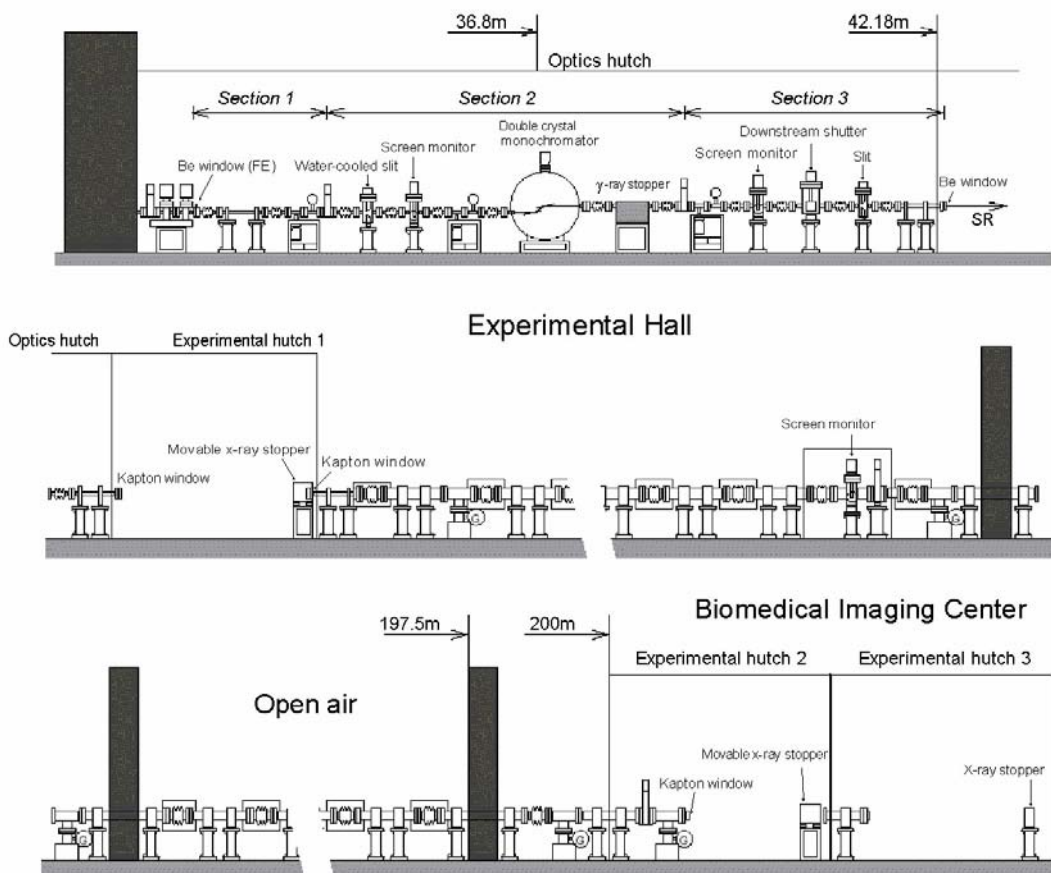 36.8m
42.18m
Optics hutch
Section 1
Section 2
Section 3
Double crystal
monochromator
Downstream shutter
Screen monitor
Screen monitor
Slit
Be window (FE)
Water-cooled slit
γ-ray stopper
Be window
SR
Experimental Hall
Optics hutch
Experimental hutch 1
Screen monitor
Movable x-ray stopper
Kapton window
Kapton window
G
G
Biomedical Imaging Center
197.5m
200m
Experimental hutch 2
Experimental hutch 3
Open air
Movable x-ray stopper
X-ray stopper
Kapton window
G
G
G